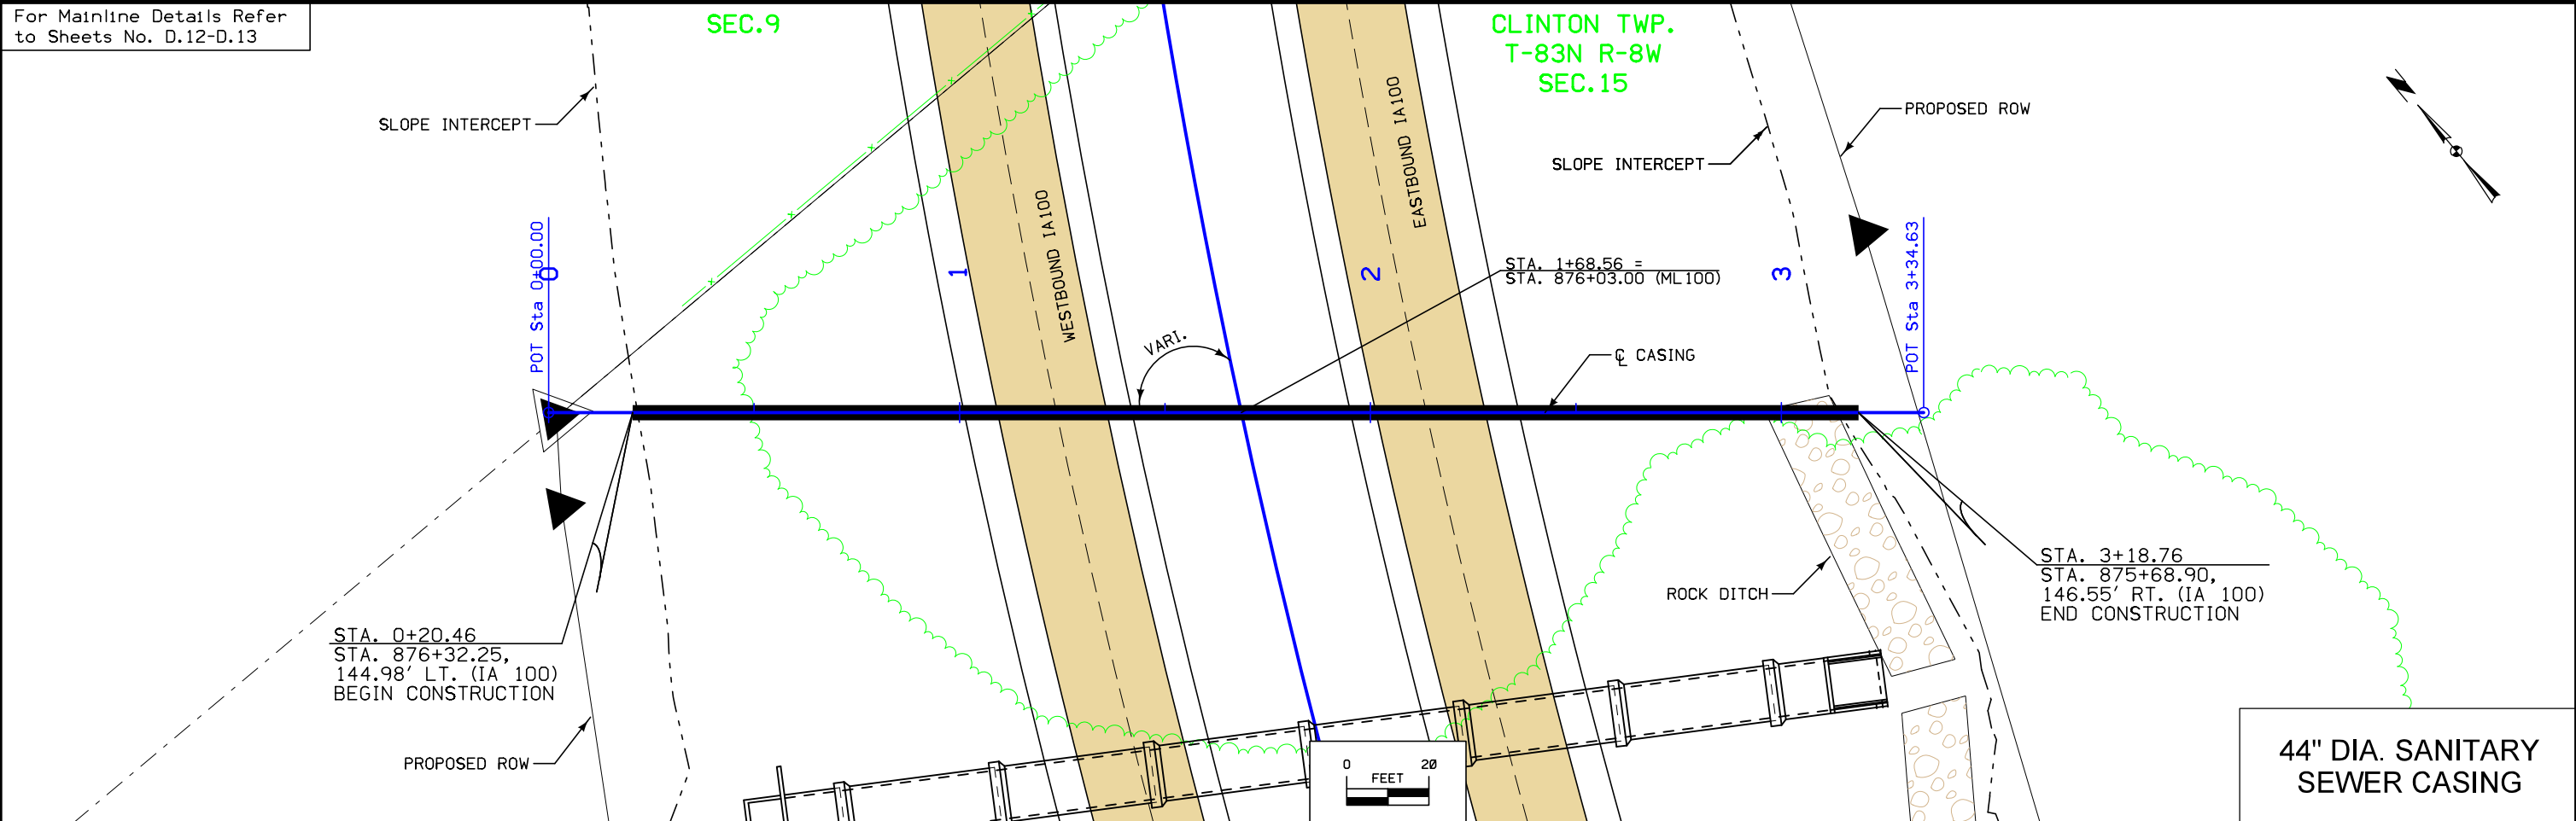 For Mainline Details Refer
to Sheets No. D.12-D.13
SEC.9
CLINTON TWP.
T-83N R-8W
SEC.15
SLOPE INTERCEPT
PROPOSED ROW
SLOPE INTERCEPT
WESTBOUND IA100
EASTBOUND IA100
POT Sta 0+00.00
0
1
2
3
POT Sta 3+34.63
STA. 1+68.56 =
STA. 876+03.00 (ML100)
VARI.
℄ CASING
STA. 0+20.46
STA. 876+32.25,
144.98' LT. (IA 100)
BEGIN CONSTRUCTION
PROPOSED ROW
ROCK DITCH
STA. 3+18.76
STA. 875+68.90,
146.55' RT. (IA 100)
END CONSTRUCTION
0 20
FEET
44" DIA. SANITARY
SEWER CASING